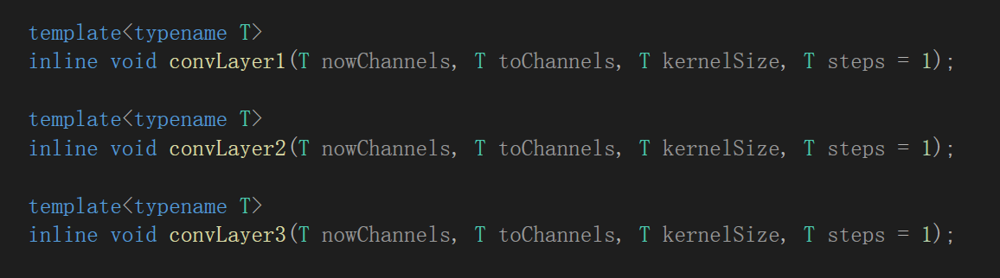 template<typename T>
inline void convLayer1(T nowChannels, T toChannels, T kernelSize, T steps = 1);
template<typename T>
inline void convLayer2(T nowChannels, T toChannels, T kernelSize, T steps = 1);
template<typename T>
inline void convLayer3(T nowChannels, T toChannels, T kernelSize, T steps = 1);